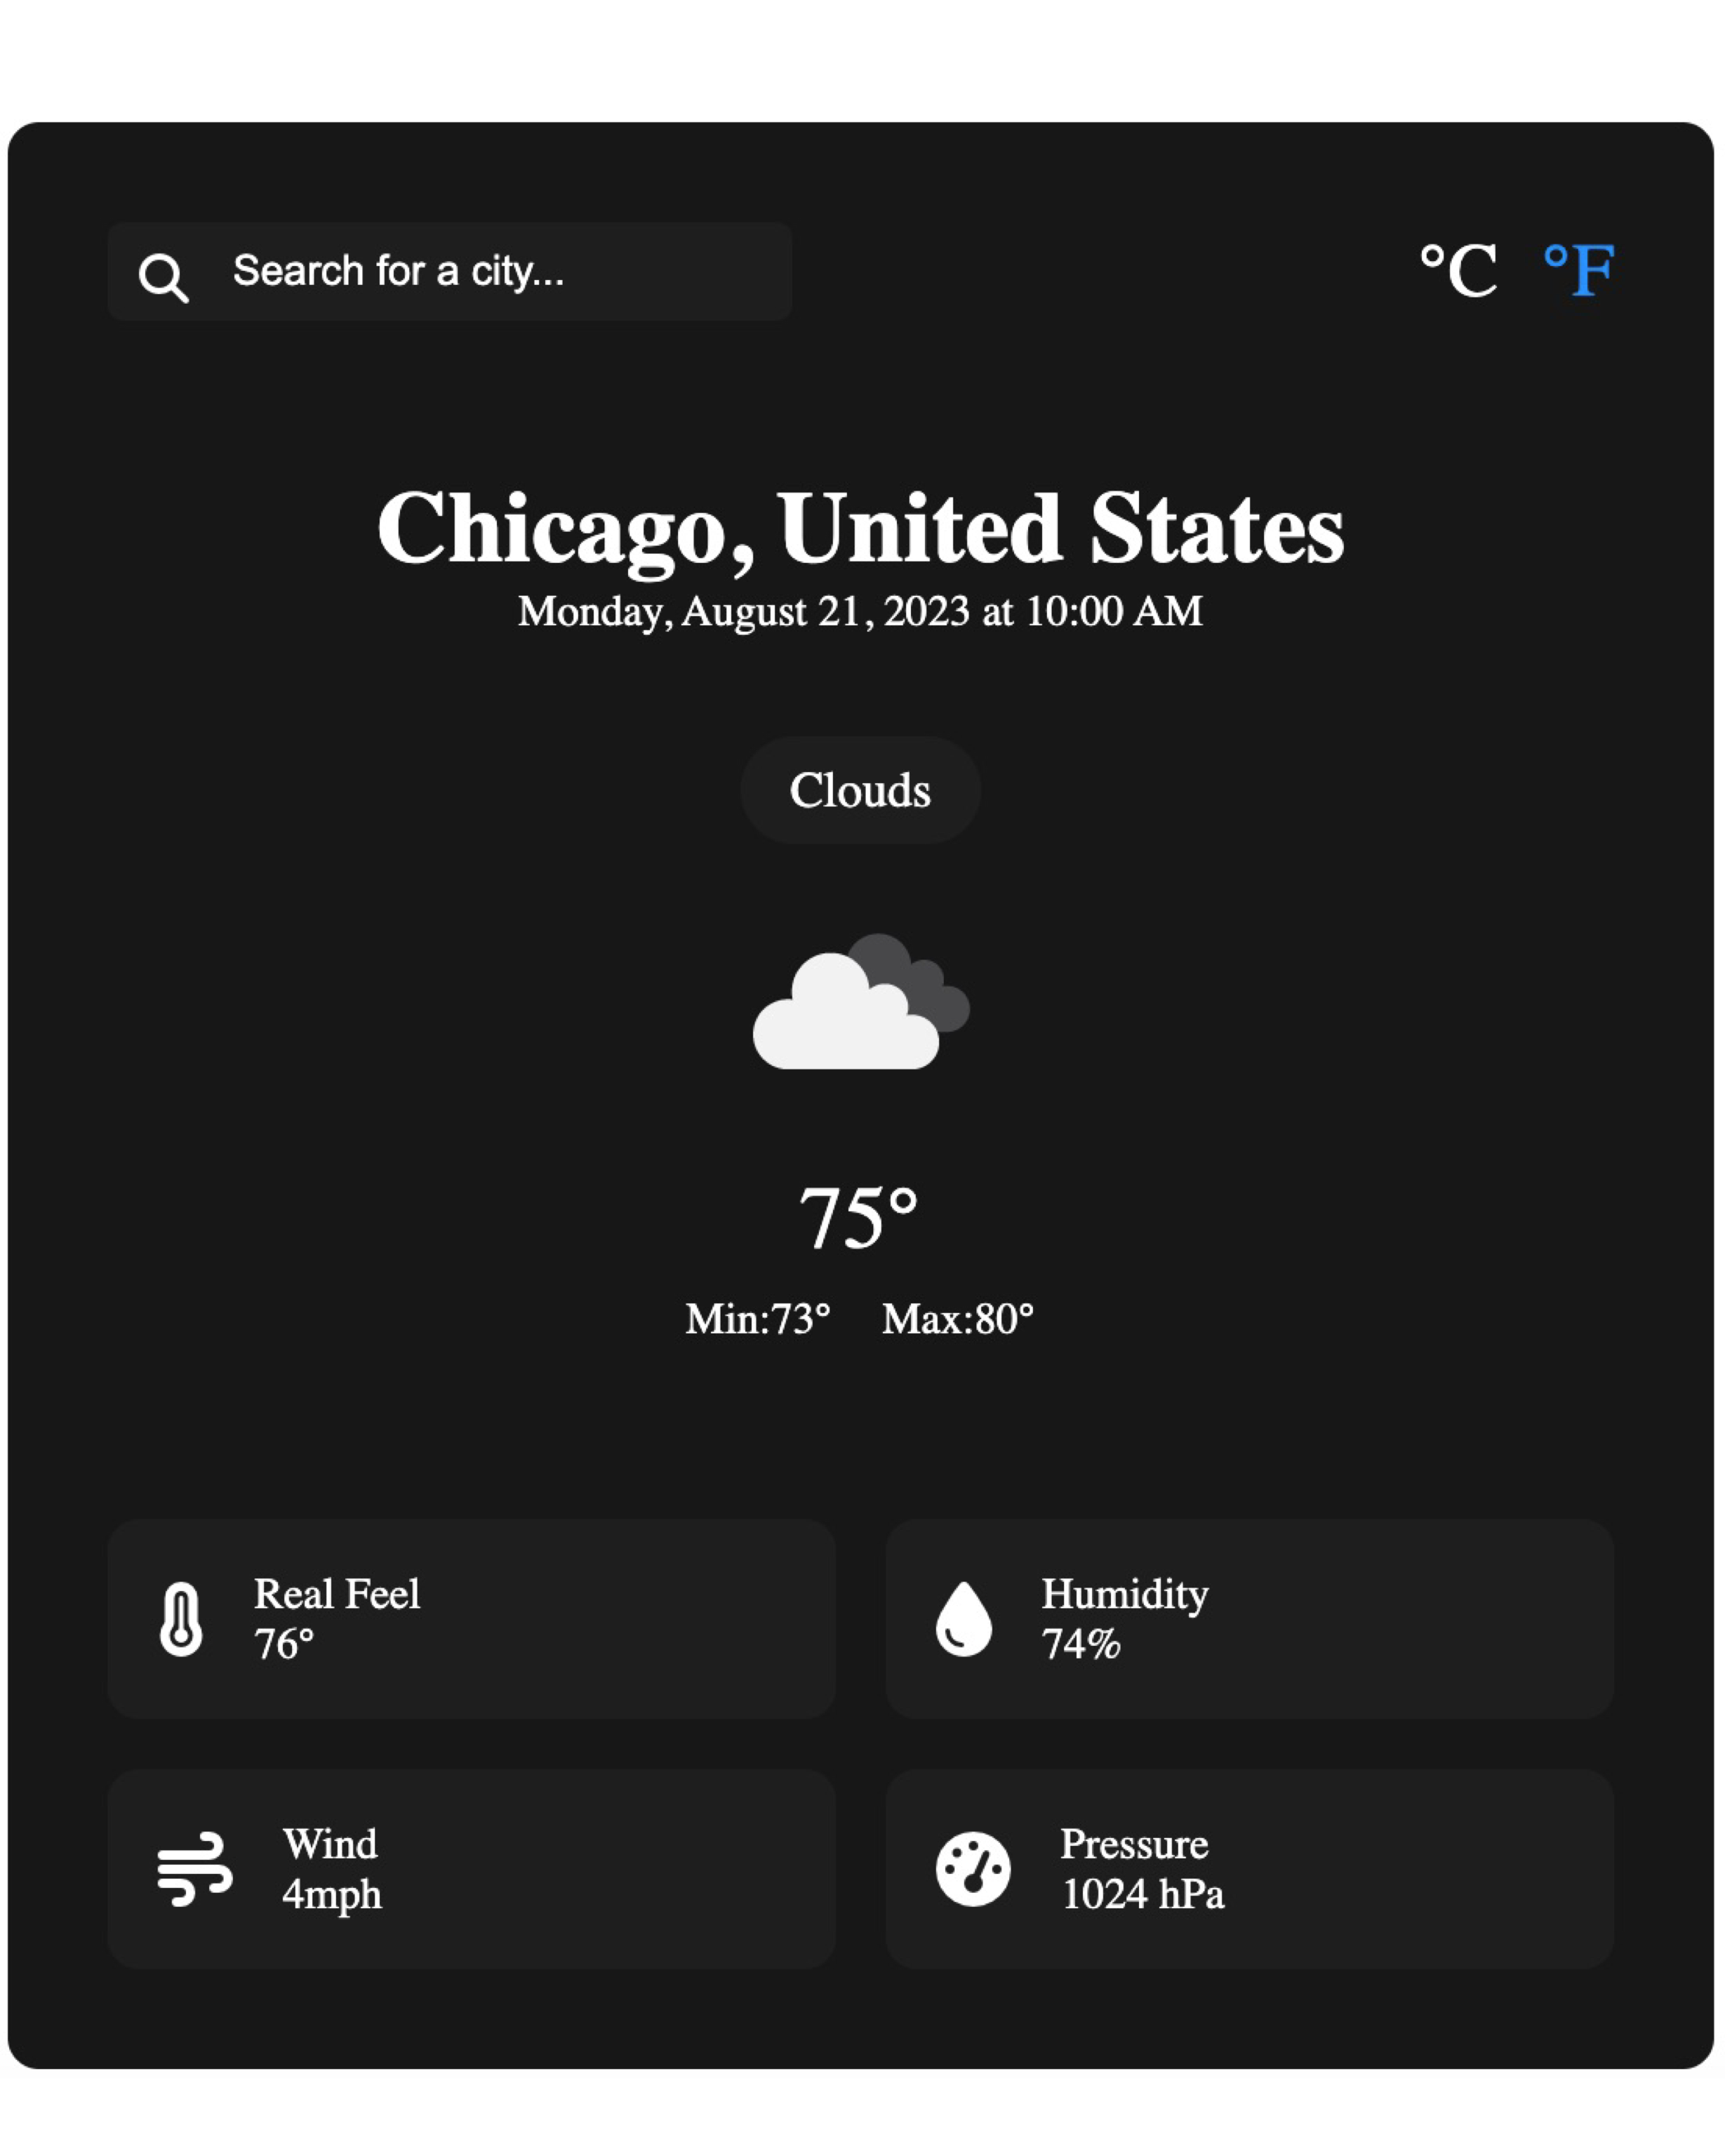 Search for a city...
°C °F
Chicago, United States
Monday, August 21, 2023 at 10:00 AM
Clouds
75°
Min:73° Max:80°
Real Feel
76°
Humidity
74%
Wind
4mph
Pressure
1024 hPa